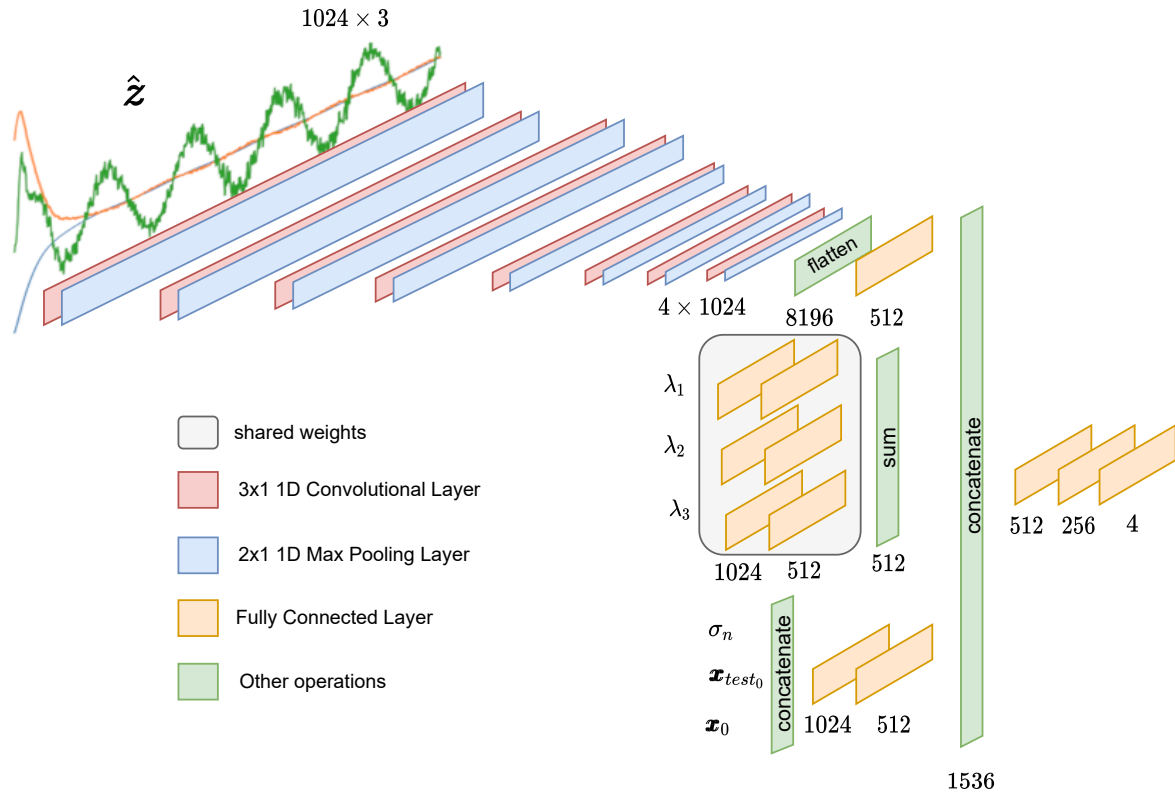 1024 × 3
ẑ
4 × 1024
flatten
8196
512
λ₁
λ₂
λ₃
1024
512
sum
512
concatenate
512
256
4
shared weights
3x1 1D Convolutional Layer
2x1 1D Max Pooling Layer
Fully Connected Layer
Other operations
σₙ
x_{test₀}
x₀
concatenate
1024
512
1536